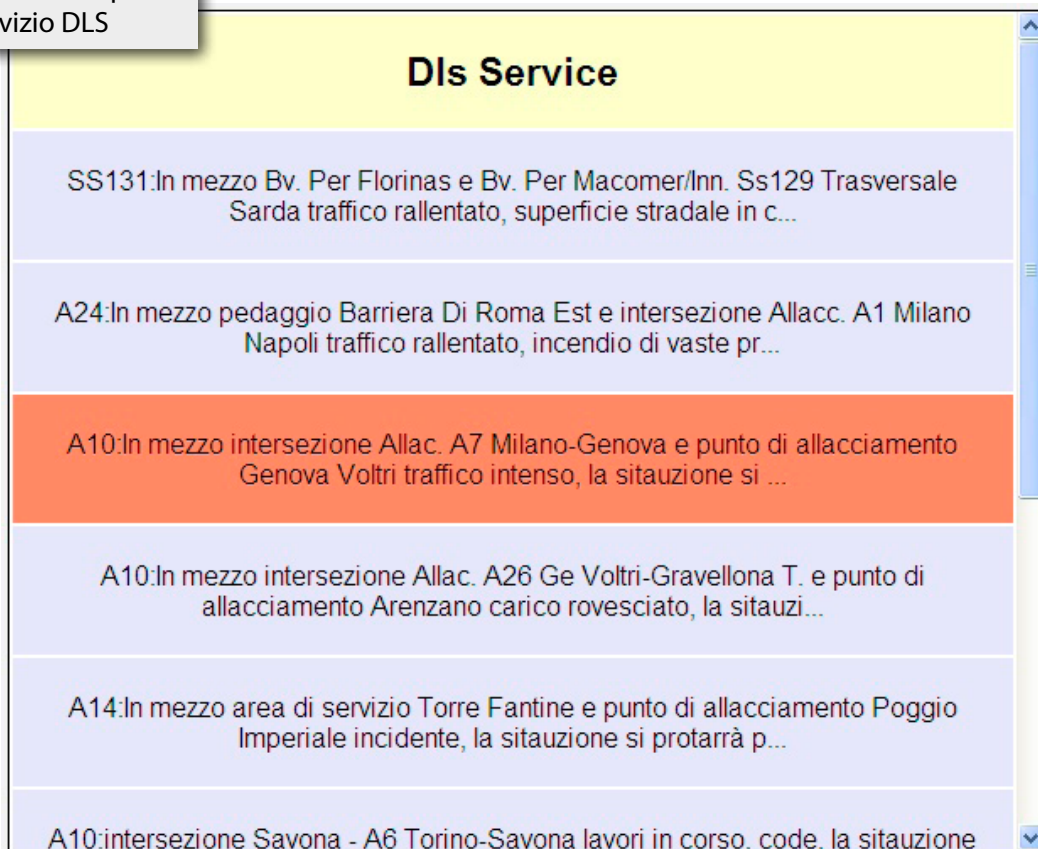 vizio DLS
Dls Service
SS131:In mezzo Bv. Per Florinas e Bv. Per Macomer/Inn. Ss129 Trasversale
Sarda traffico rallentato, superficie stradale in c...
A24:In mezzo pedaggio Barriera Di Roma Est e intersezione Allacc. A1 Milano
Napoli traffico rallentato, incendio di vaste pr...
A10:In mezzo intersezione Allac. A7 Milano-Genova e punto di allacciamento
Genova Voltri traffico intenso, la sitauzione si ...
A10:In mezzo intersezione Allac. A26 Ge Voltri-Gravellona T. e punto di
allacciamento Arenzano carico rovesciato, la sitauzi...
A14:In mezzo area di servizio Torre Fantine e punto di allacciamento Poggio
Imperiale incidente, la sitauzione si protarrà p...
A10:intersezione Savona - A6 Torino-Savona lavori in corso, code, la sitauzione